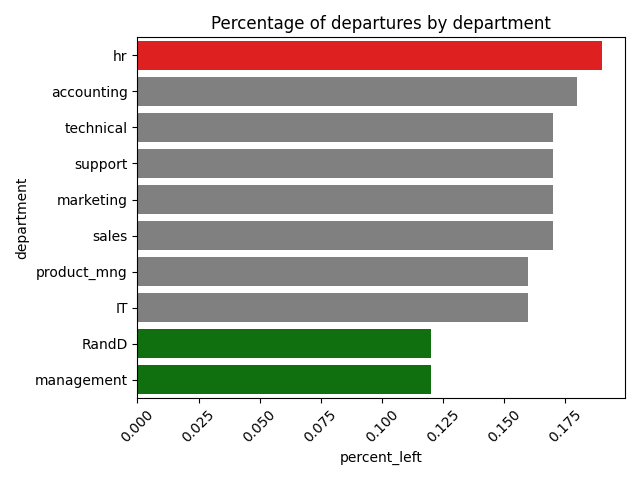 Percentage of departures by department
hr
accounting
technical
support
marketing
sales
product_mng
IT
RandD
management
department
0.000
0.025
0.050
0.075
0.100
0.125
0.150
0.175
percent_left